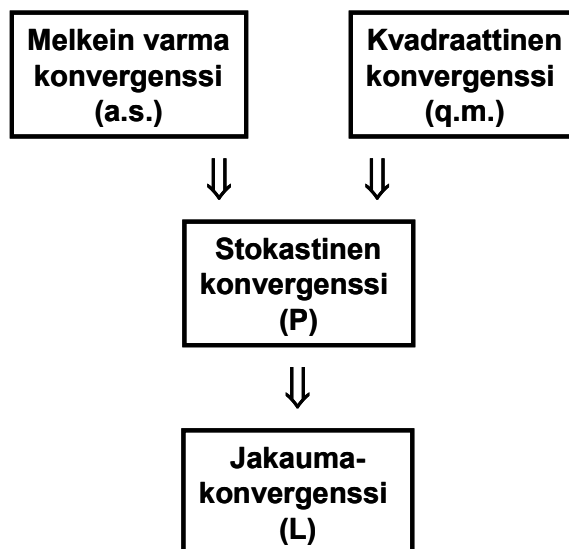 Melkein varma
konvergenssi
(a.s.)
Kvadraattinen
konvergenssi
(q.m.)
⇓ ⇓
Stokastinen
konvergenssi
(P)
⇓
Jakauma-
konvergenssi
(L)